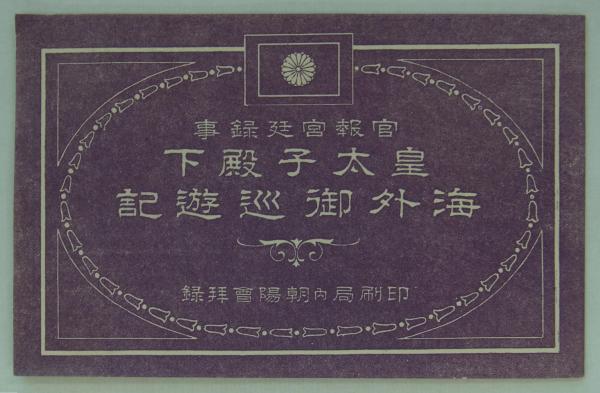 官報宮廷録事
皇太子殿下
海外御巡遊記
印刷局内朝陽會拜録